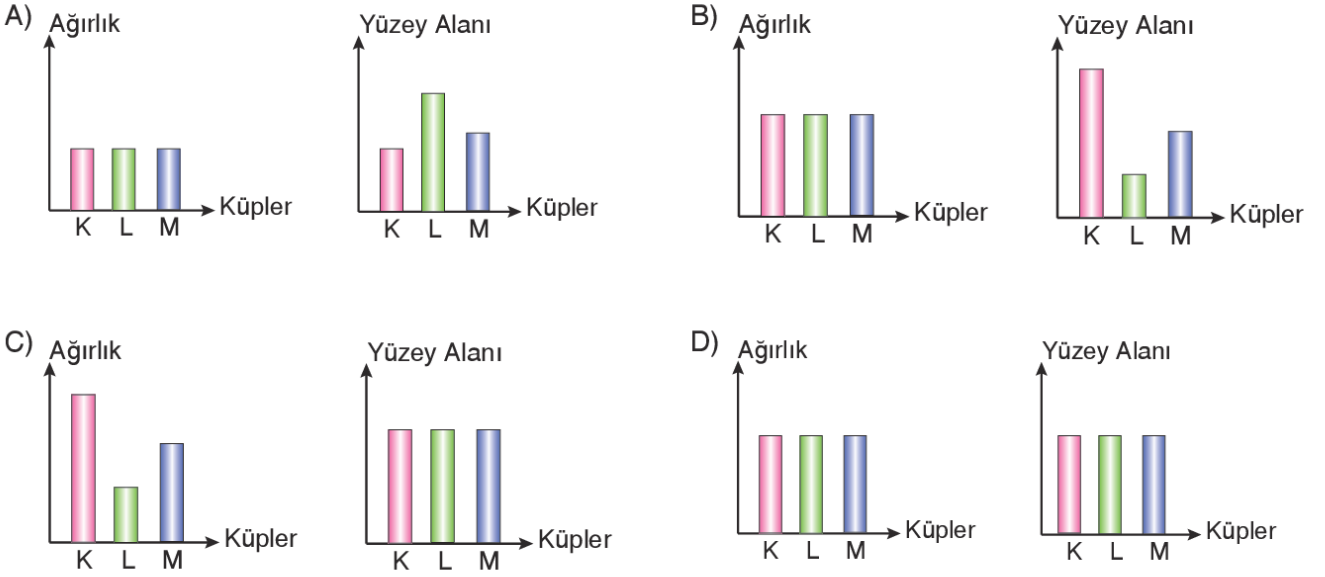 A) Ağırlık
Yüzey Alanı
K L M
Küpler
K L M
Küpler
B) Ağırlık
Yüzey Alanı
K L M
Küpler
K L M
Küpler
C) Ağırlık
Yüzey Alanı
K L M
Küpler
K L M
Küpler
D) Ağırlık
Yüzey Alanı
K L M
Küpler
K L M
Küpler